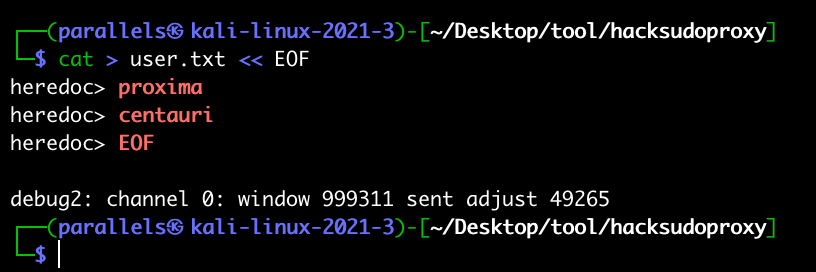 ┌──(parallels㉿kali-linux-2021-3)-[~/Desktop/tool/hacksudoproxy]
└─$ cat > user.txt << EOF
heredoc> proxima
heredoc> centauri
heredoc> EOF
debug2: channel 0: window 999311 sent adjust 49265
┌──(parallels㉿kali-linux-2021-3)-[~/Desktop/tool/hacksudoproxy]
└─$